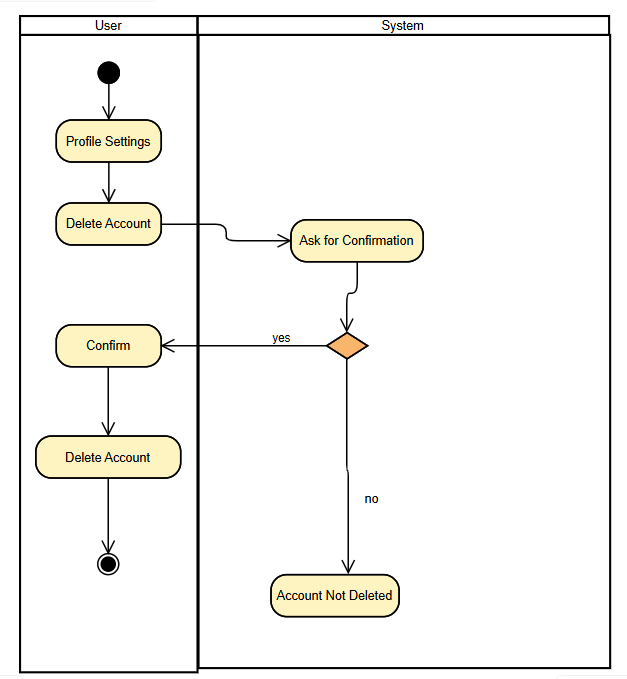 User
System
Profile Settings
Delete Account
Ask for Confirmation
yes
Confirm
Delete Account
no
Account Not Deleted